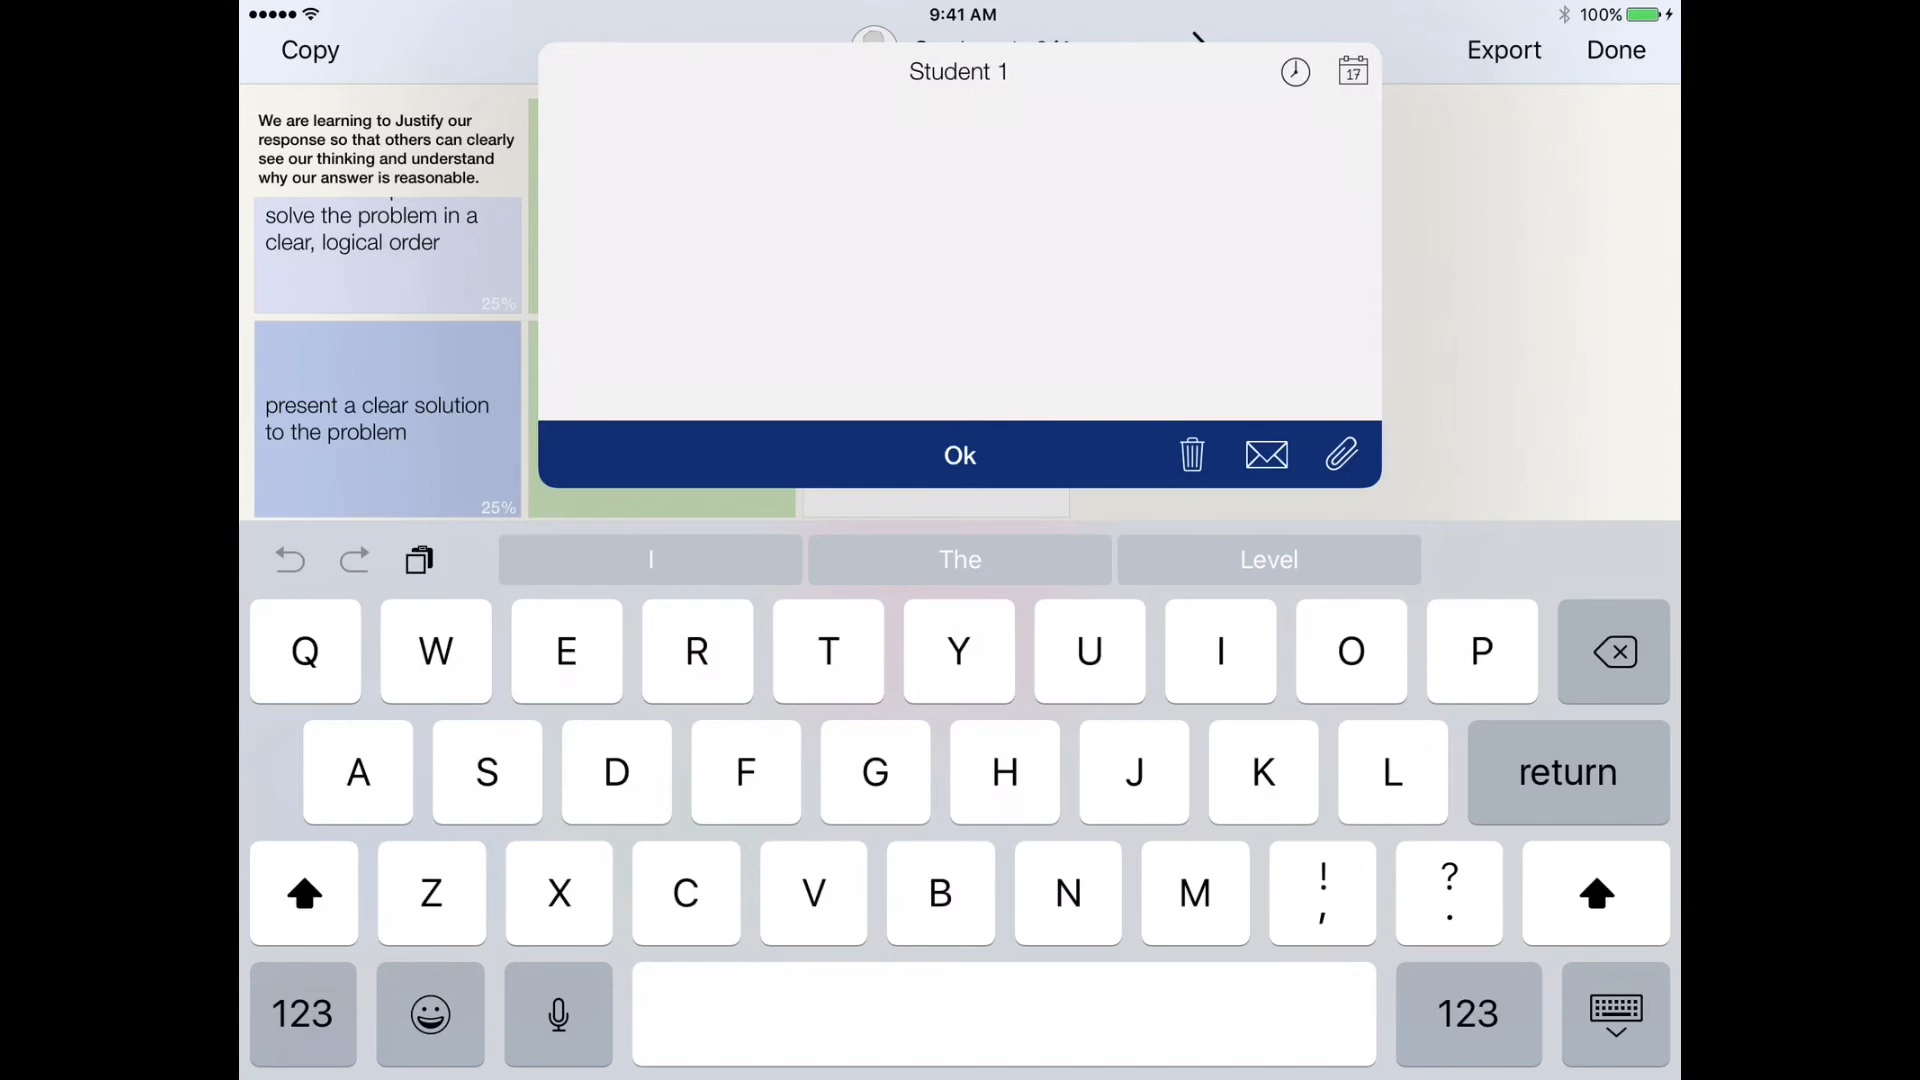 9:41 AM
100%
Copy
Export
Done
Student 1
17
We are learning to Justify our
response so that others can clearly
see our thinking and understand
why our answer is reasonable.
solve the problem in a
clear, logical order
25%
present a clear solution
to the problem
25%
Ok
I
The
Level
Q W E R T Y U I O P
A S D F G H J K L return
Z X C V B N M ! , ? .
123
123